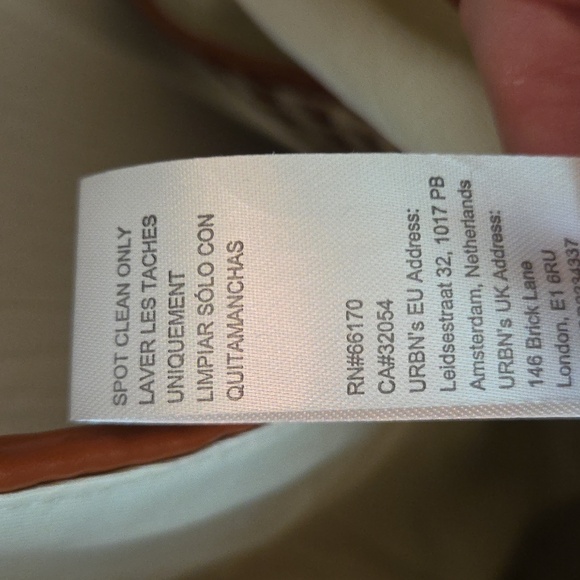 SPOT CLEAN ONLY
LAVER LES TACHES
UNIQUEMENT
LIMPIAR SÓLO CON
QUITAMANCHAS
RN#66170
CA#32054
URBN's EU Address:
Leidsestraat 32, 1017 PB
Amsterdam, Netherlands
URBN's UK Address:
146 Brick Lane
London, E1 6RU